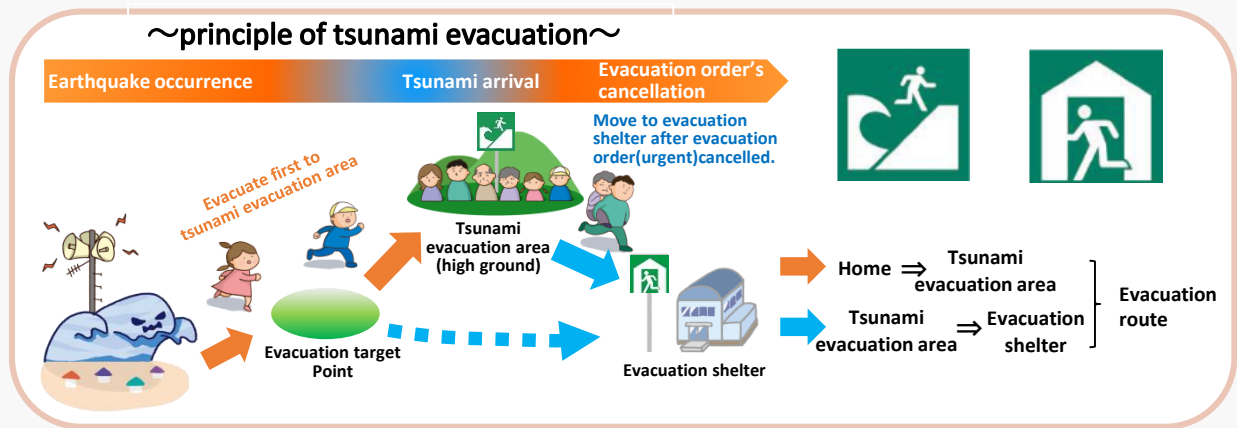 ~principle of tsunami evacuation~
Earthquake occurrence
Tsunami arrival
Evacuation order's
cancellation
Move to evacuation
shelter after evacuation
order(urgent)cancelled.
Evacuate first to
tsunami evacuation area
Tsunami
evacuation area
(high ground)
Evacuation target
Point
Evacuation shelter
Home ⇒ Tsunami
evacuation area
Tsunami
evacuation area
⇒ Evacuation
shelter
Evacuation
route